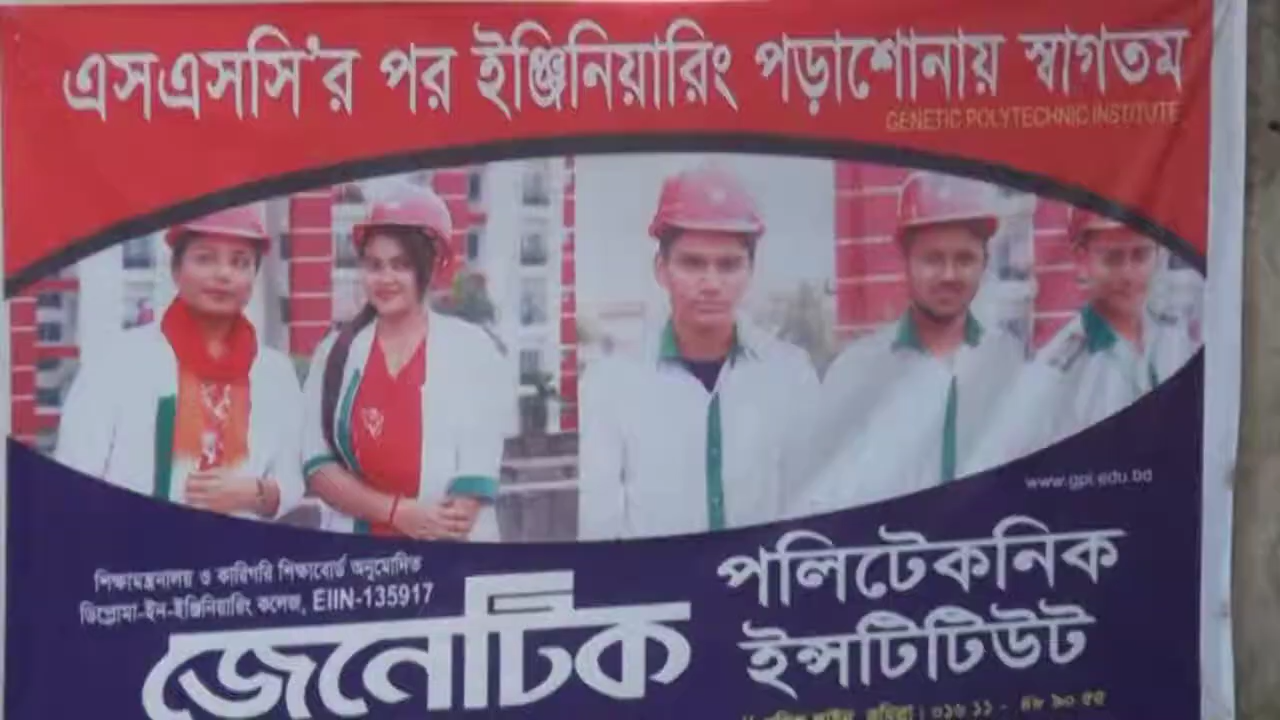 এসএসসি'র পর ইঞ্জিনিয়ারিং পড়াশোনায় স্বাগতম
GENETIC POLYTECHNIC INSTITUTE
www.gpi.edu.bd
শিক্ষামন্ত্রনালয় ও কারিগরি শিক্ষাবোর্ড অনুমোদিত
ডিপ্লোমা-ইন-ইঞ্জিনিয়ারিং কলেজ, EIIN-135917
জেনেটিক
পলিটেকনিক
ইন্সটিটিউট